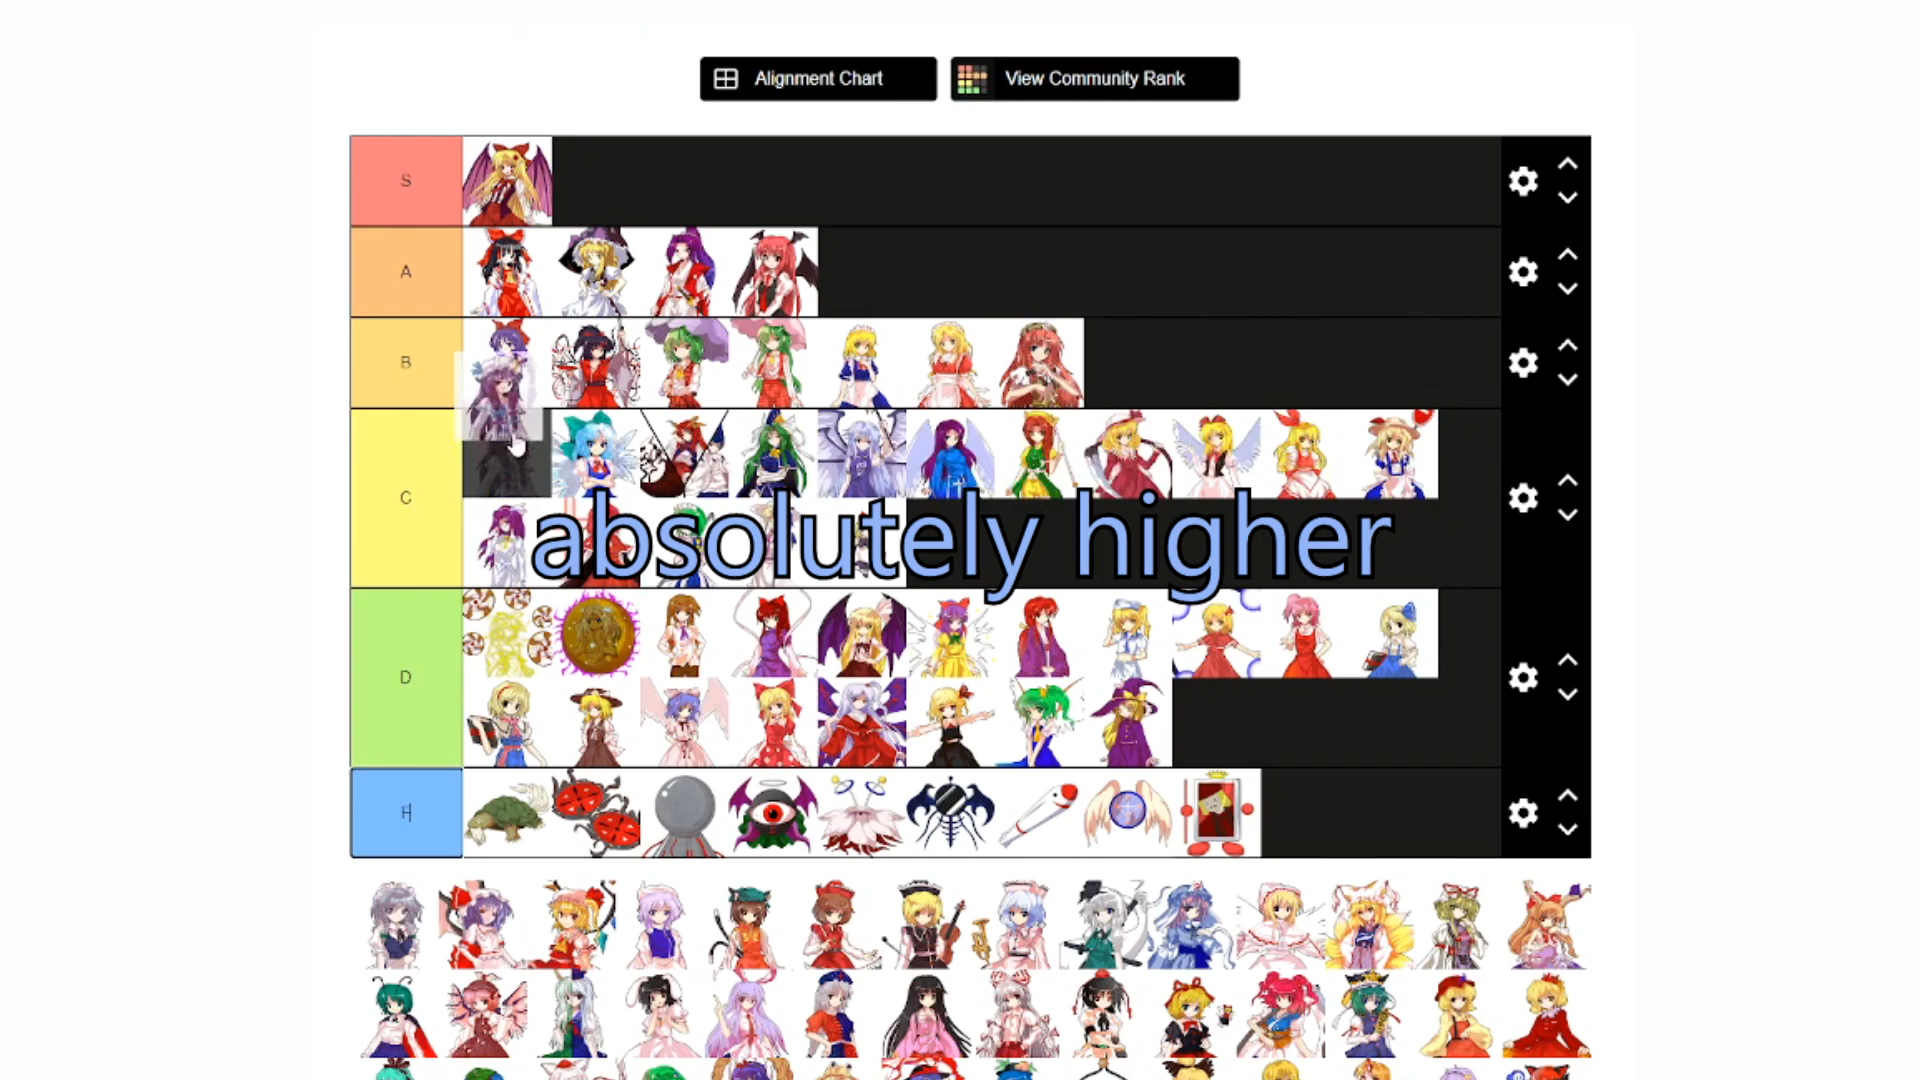 Alignment Chart
View Community Rank
S
A
B
C
absolutely higher
D
F